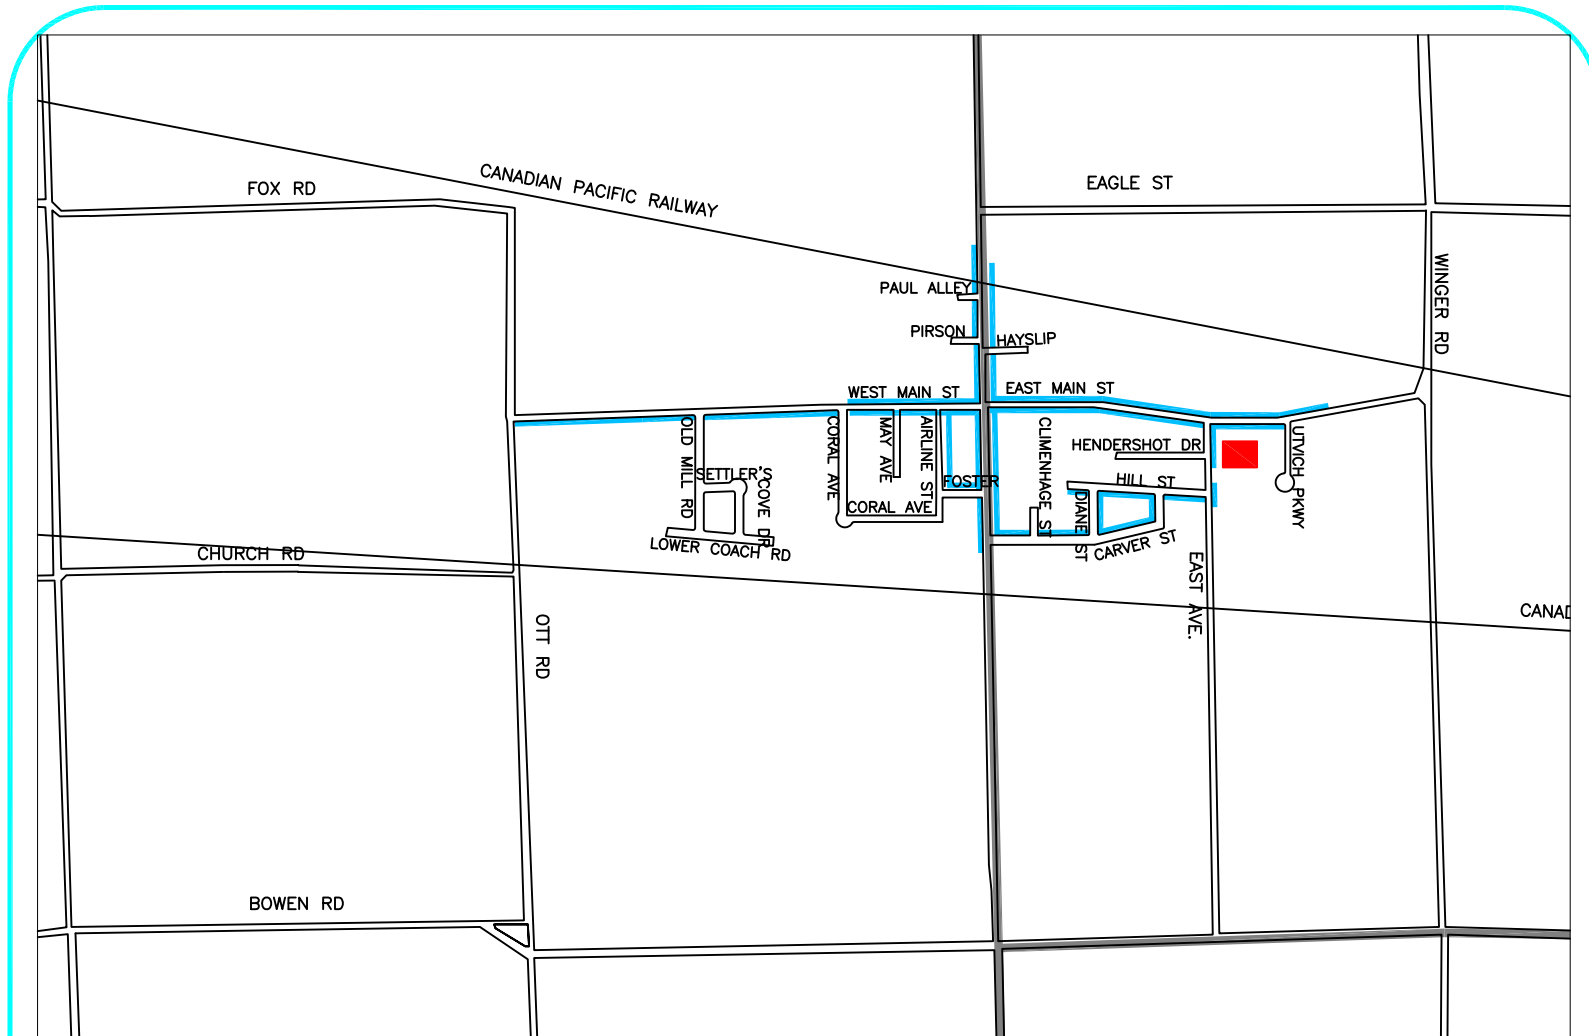 CANADIAN PACIFIC RAILWAY
FOX RD
EAGLE ST
WINGER RD
PAUL ALLEY
PIRSON
HAYSLIP
WEST MAIN ST
EAST MAIN ST
OLD MILL RD
SETTLER'S
COVE DR
LOWER COACH RD
CORAL AVE
MAY AVE
AIRLINE ST
CORAL AVE
FOSTER
CLIMENHAGE ST
HENDERSHOT DR
HILL ST
DIANE ST
CARVER ST
UTVICH PKWY
EAST AVE.
CHURCH RD
OTT RD
CANAD
BOWEN RD